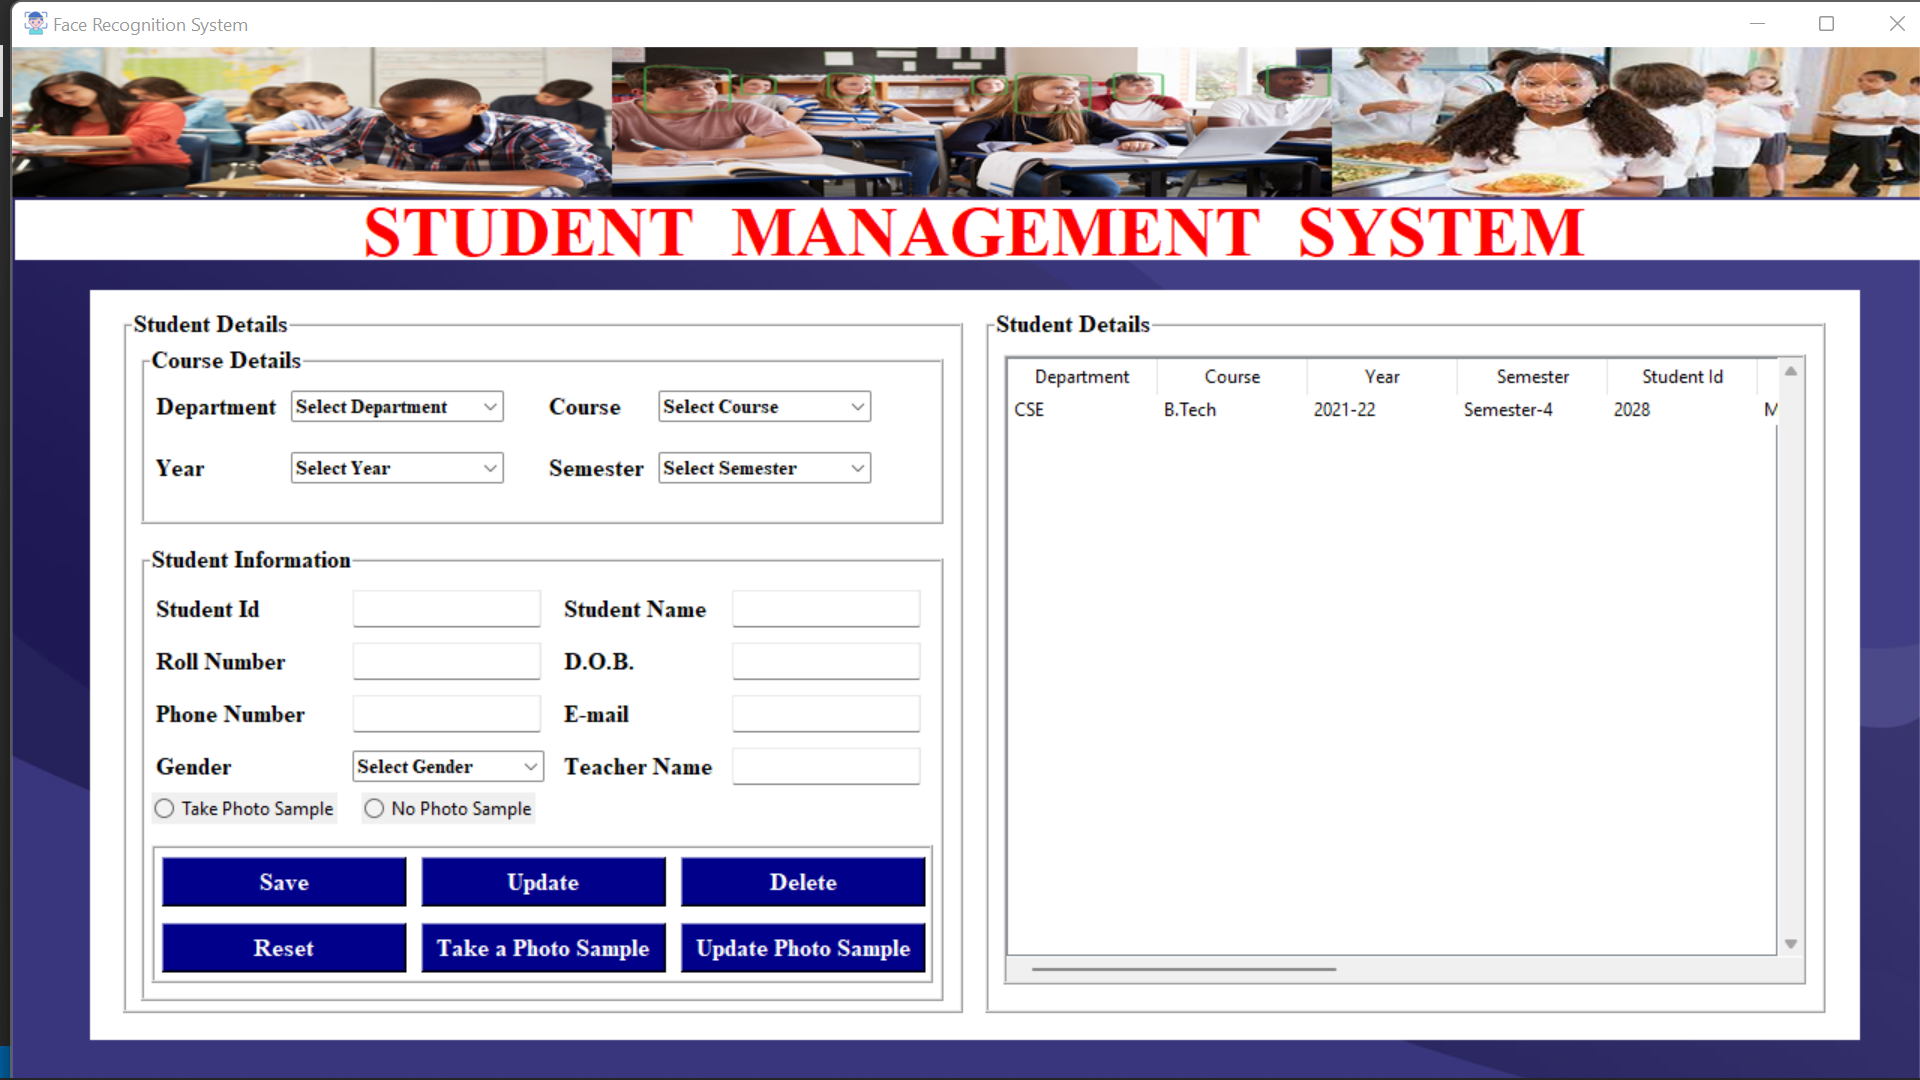 Face Recognition System
STUDENT MANAGEMENT SYSTEM
Student Details
Course Details
Department Select Department Course Select Course
Year Select Year Semester Select Semester
Student Information
Student Id Student Name
Roll Number D.O.B.
Phone Number E-mail
Gender Select Gender Teacher Name
Take Photo Sample No Photo Sample
Save Update Delete
Reset Take a Photo Sample Update Photo Sample
Student Details
Department Course Year Semester Student Id
CSE B.Tech 2021-22 Semester-4 2028 M